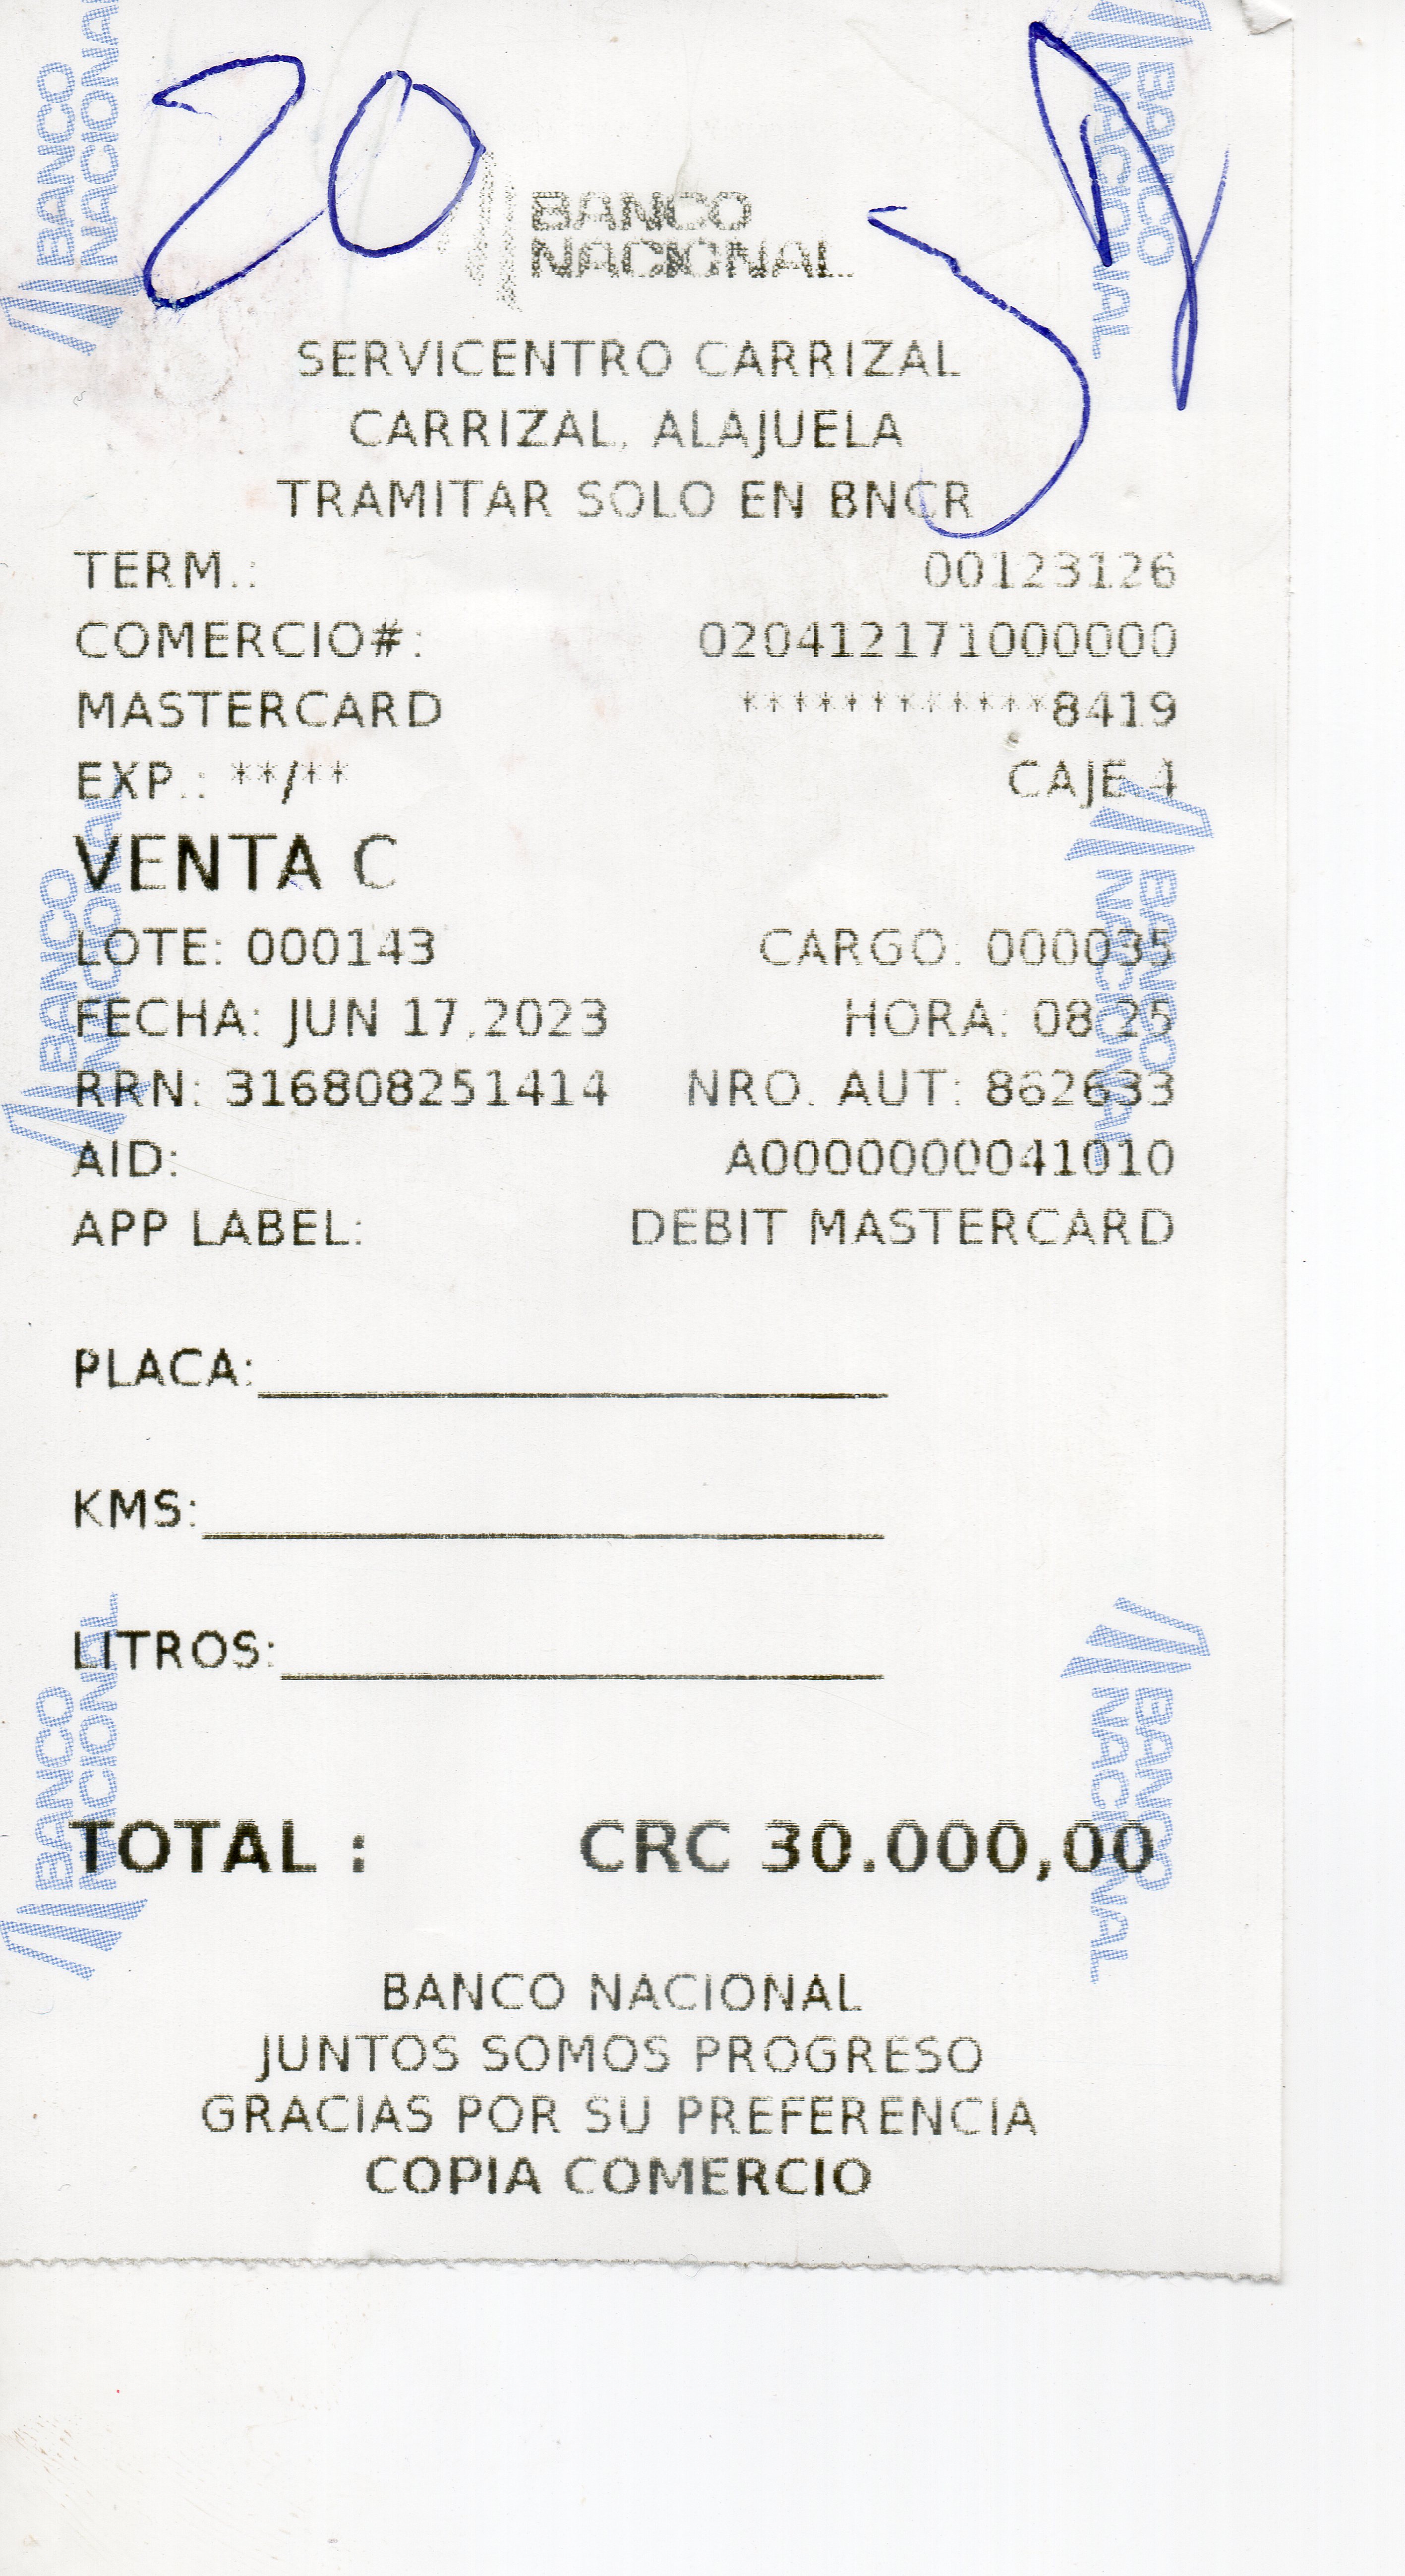 20
BANCO
NACIONAL
SERVICENTRO CARRIZAL
CARRIZAL, ALAJUELA
TRAMITAR SOLO EN BNCR
TERM.: 00123126
COMERCIO#: 020412171000000
MASTERCARD ************8419
EXP.: **/** CAJE 4
VENTA C
LOTE: 000143 CARGO: 000035
FECHA: JUN 17,2023 HORA: 08:25
RRN: 316808251414 NRO. AUT: 862633
AID: A0000000041010
APP LABEL: DEBIT MASTERCARD
PLACA:
KMS:
LITROS:
TOTAL : CRC 30.000,00
BANCO NACIONAL
JUNTOS SOMOS PROGRESO
GRACIAS POR SU PREFERENCIA
COPIA COMERCIO
BANCO NACIONAL
BANCO NACIONAL
BANCO NACIONAL
BANCO NACIONAL
BANCO NACIONAL
BANCO NACIONAL